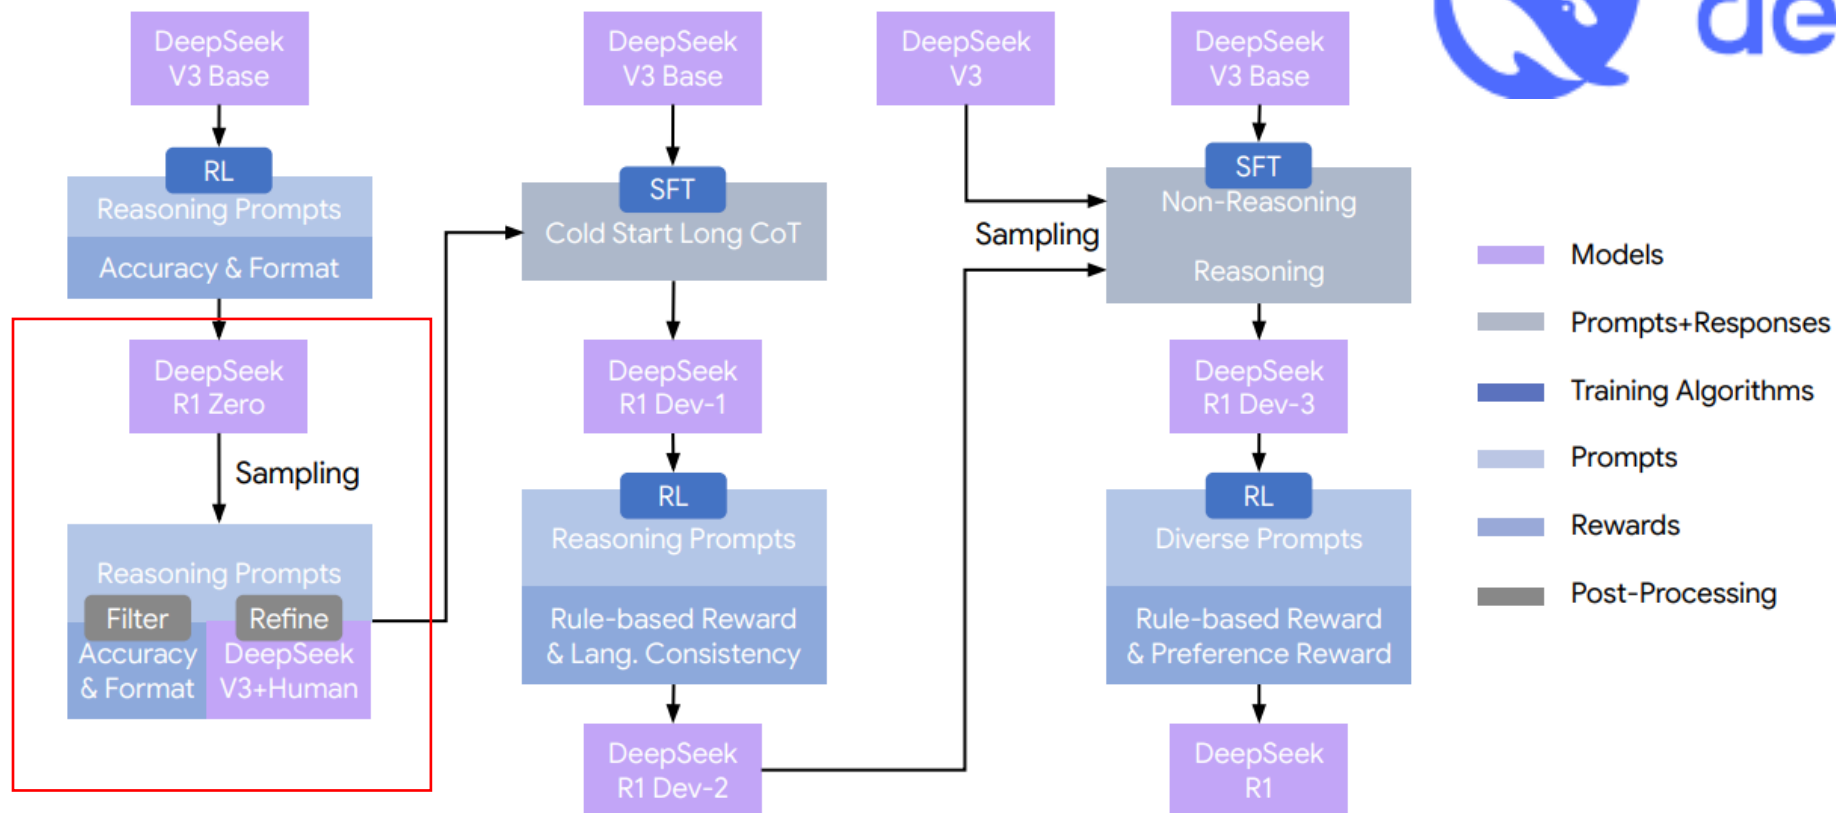 DeepSeek
V3 Base
RL
Reasoning Prompts
Accuracy & Format
DeepSeek
R1 Zero
Sampling
Reasoning Prompts
Filter
Refine
Accuracy
& Format
DeepSeek
V3+Human
DeepSeek
V3 Base
SFT
Cold Start Long CoT
DeepSeek
R1 Dev-1
RL
Reasoning Prompts
Rule-based Reward
& Lang. Consistency
DeepSeek
R1 Dev-2
DeepSeek
V3
Sampling
DeepSeek
V3 Base
SFT
Non-Reasoning
Reasoning
DeepSeek
R1 Dev-3
RL
Diverse Prompts
Rule-based Reward
& Preference Reward
DeepSeek
R1
de
Models
Prompts+Responses
Training Algorithms
Prompts
Rewards
Post-Processing